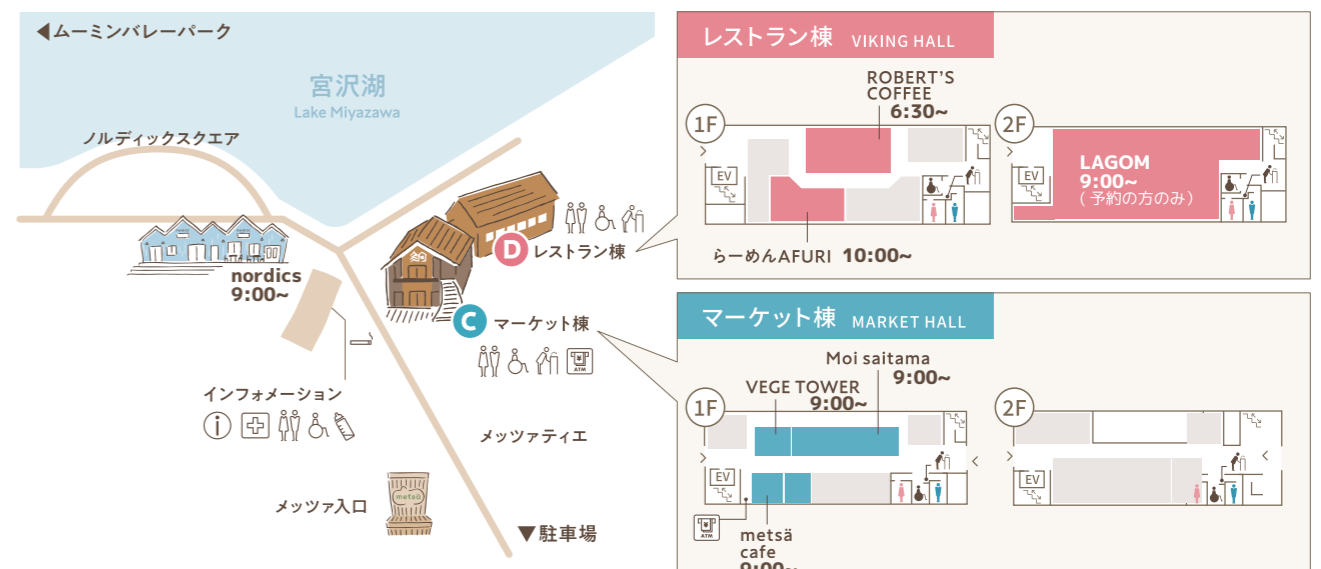 ◀ムーミンバレーパーク
宮沢湖
Lake Miyazawa
ノルディックスクエア
nordics
9:00~
D レストラン棟
C マーケット棟
ATM
インフォメーション
i
メッツァティエ
メッツァ入口
metsä
▼駐車場
レストラン棟 VIKING HALL
ROBERT'S
COFFEE
6:30~
1F
EV
らーめんAFURI 10:00~
2F
EV
LAGOM
9:00~
(予約の方のみ)
マーケット棟 MARKET HALL
Moi saitama
9:00~
VEGE TOWER
9:00~
1F
EV
ATM
metsä
cafe
9:00~
2F
EV